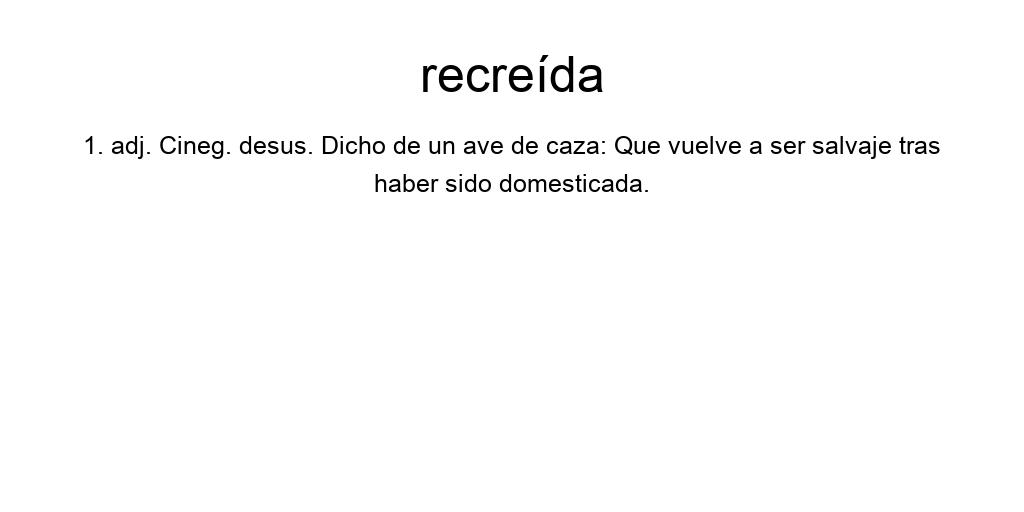 recreída
1. adj. Cineg. desus. Dicho de un ave de caza: Que vuelve a ser salvaje tras
haber sido domesticada.